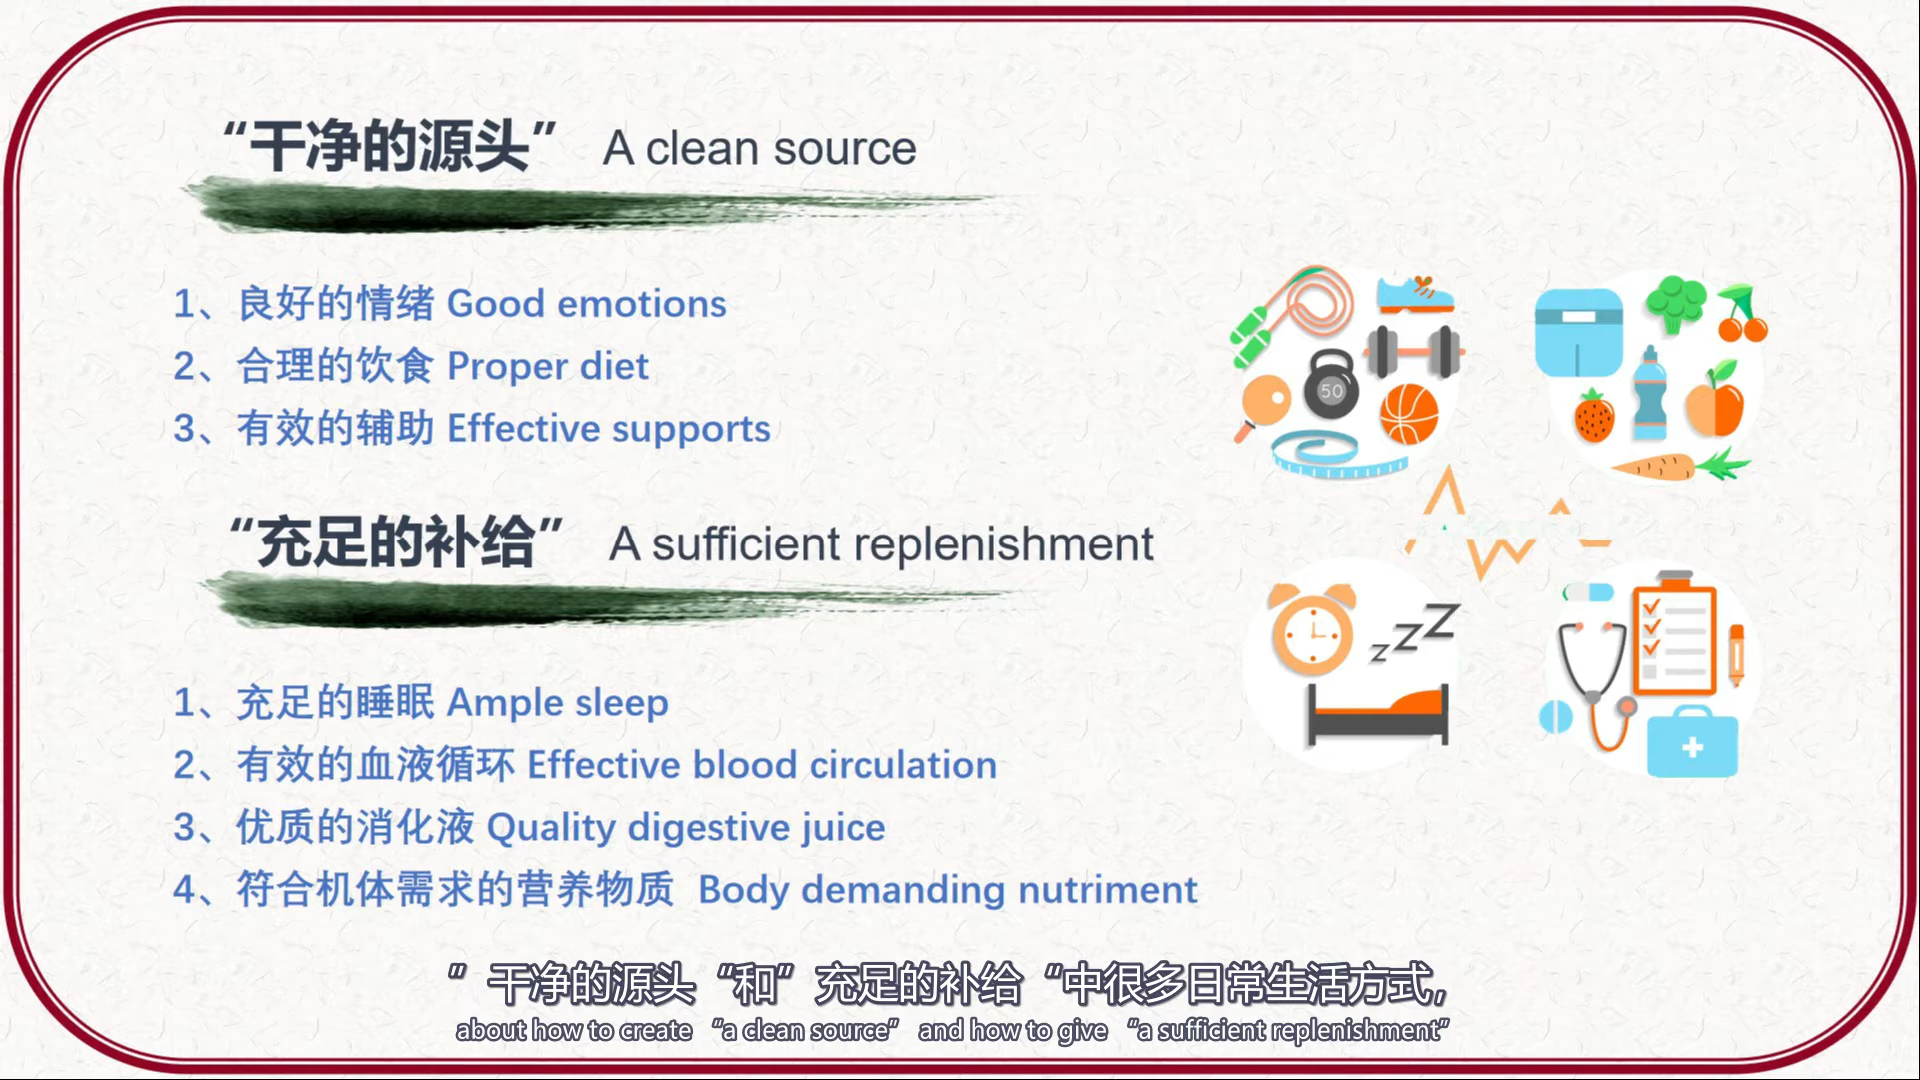 “干净的源头” A clean source
1、良好的情绪 Good emotions
2、合理的饮食 Proper diet
3、有效的辅助 Effective supports
50
“充足的补给” A sufficient replenishment
z z Z
1、充足的睡眠 Ample sleep
2、有效的血液循环 Effective blood circulation
3、优质的消化液 Quality digestive juice
4、符合机体需求的营养物质 Body demanding nutriment
”干净的源头“和”充足的补给“中很多日常生活方式，
about how to create “a clean source” and how to give “a sufficient replenishment”